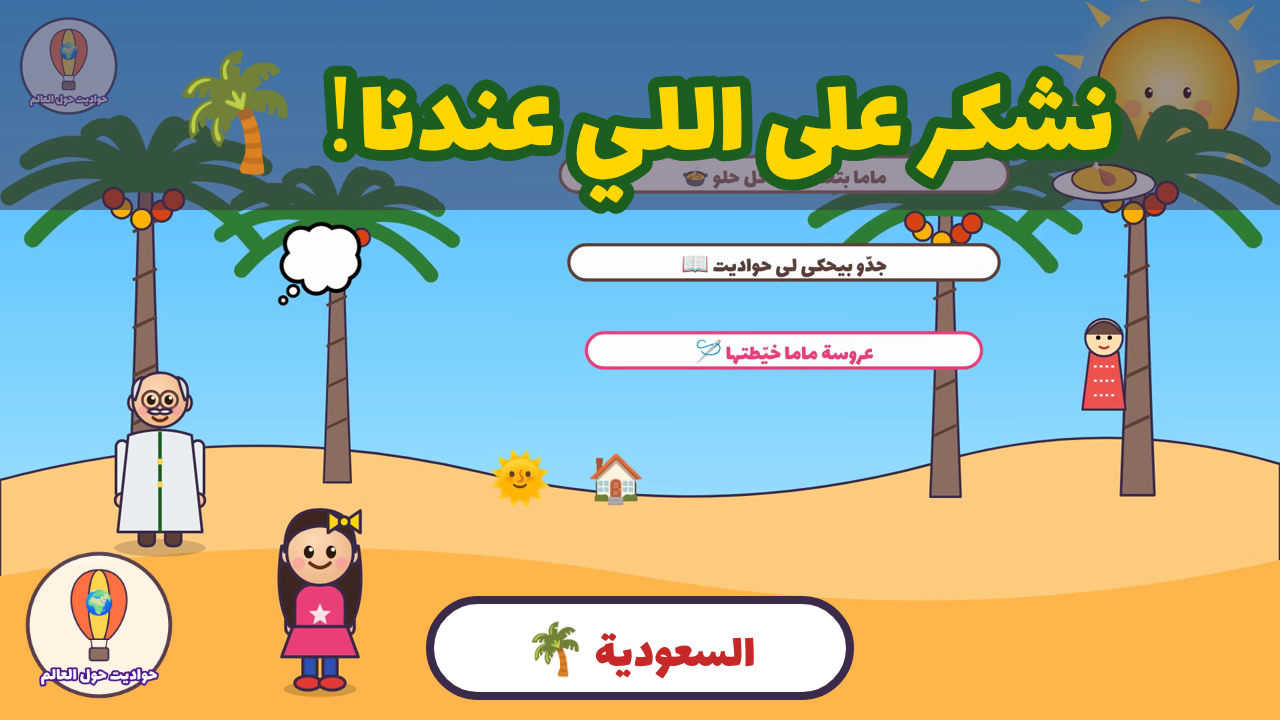 نشكر على اللي عندنا!
ماما حلو
جدّو بيحكي لي حواديت
عروسة ماما خيّطتها
السعودية
حواديت حول العالم
حواديت حول العالم